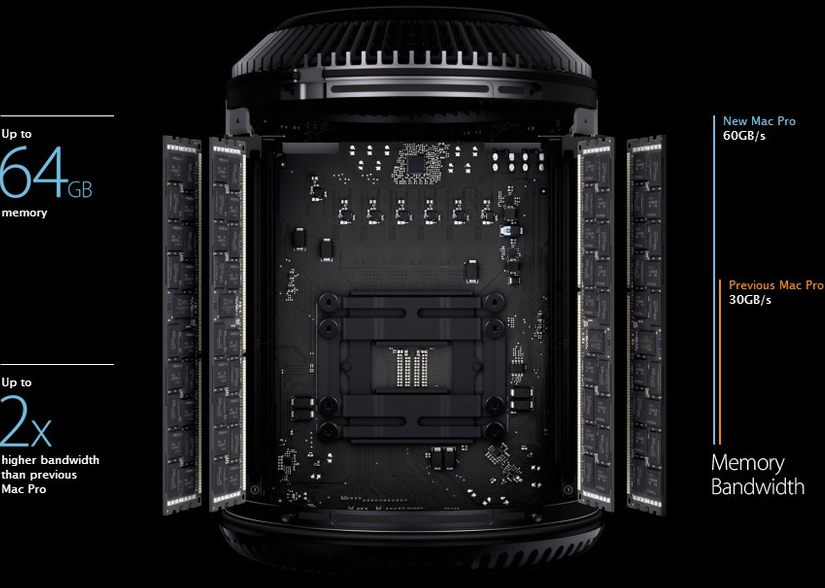 Up to
64GB
memory
Up to
2x
higher bandwidth
than previous
Mac Pro
New Mac Pro
60GB/s
Previous Mac Pro
30GB/s
Memory
Bandwidth